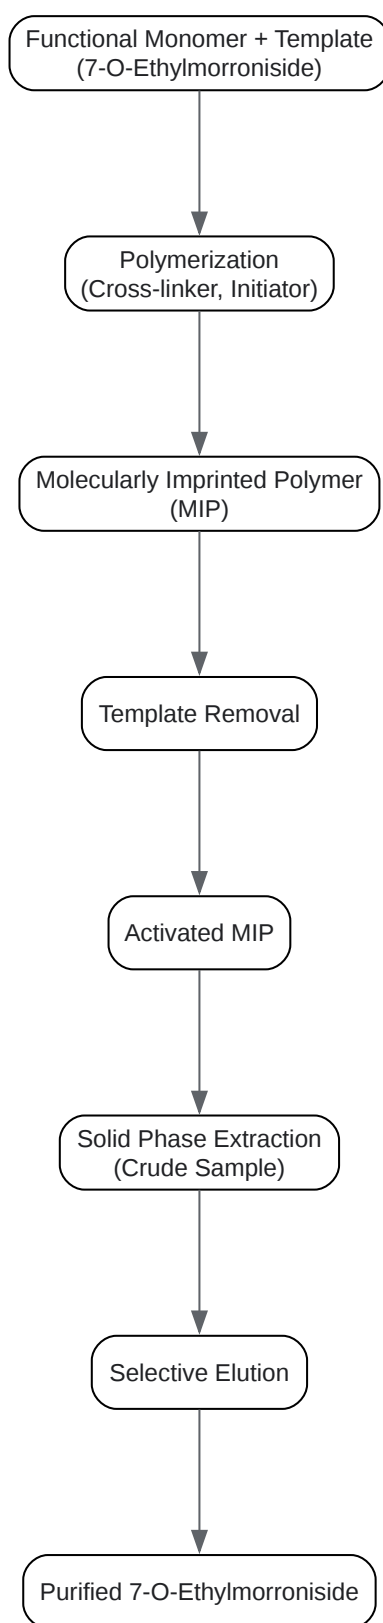 Functional Monomer + Template
(7-O-Ethylmorroniside)
Polymerization
(Cross-linker, Initiator)
Molecularly Imprinted Polymer
(MIP)
Template Removal
Activated MIP
Solid Phase Extraction
(Crude Sample)
Selective Elution
Purified 7-O-Ethylmorroniside